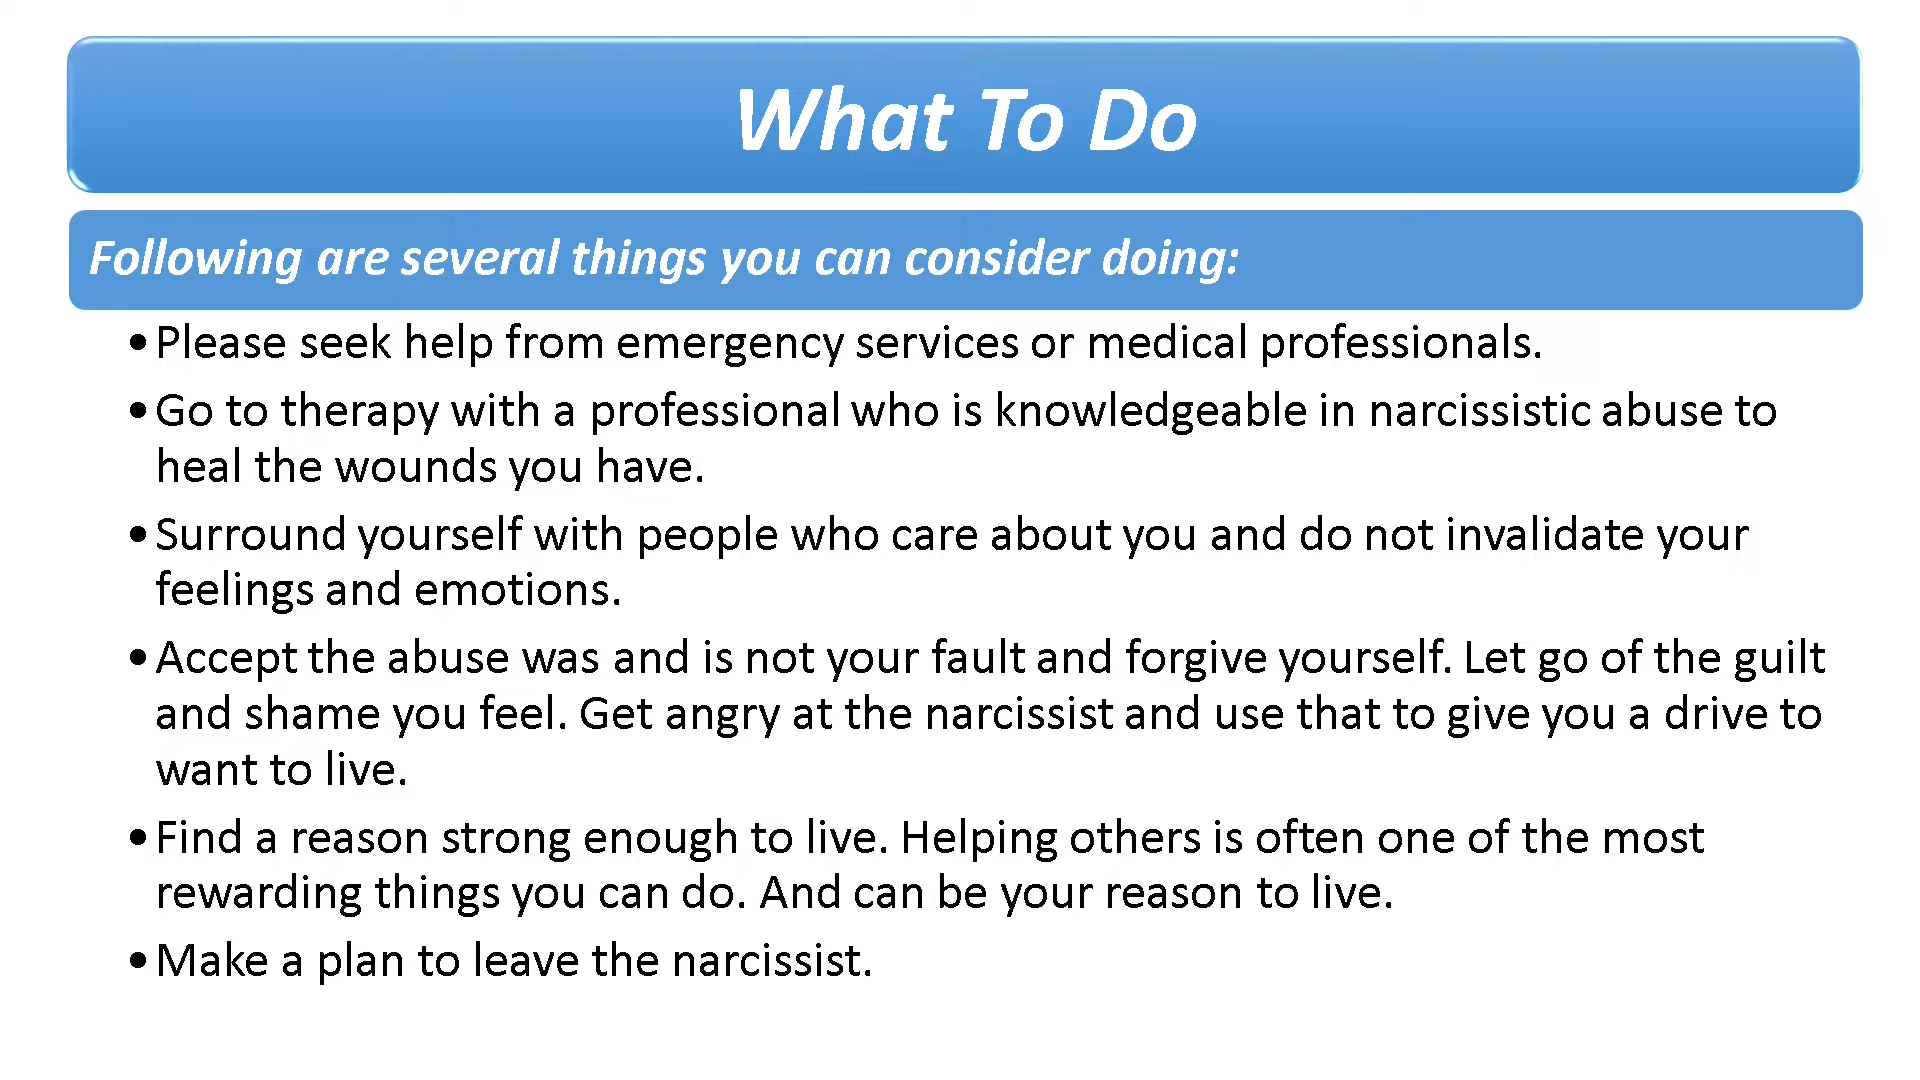 What To Do
Following are several things you can consider doing:
•Please seek help from emergency services or medical professionals.
•Go to therapy with a professional who is knowledgeable in narcissistic abuse to
heal the wounds you have.
•Surround yourself with people who care about you and do not invalidate your
feelings and emotions.
•Accept the abuse was and is not your fault and forgive yourself. Let go of the guilt
and shame you feel. Get angry at the narcissist and use that to give you a drive to
want to live.
•Find a reason strong enough to live. Helping others is often one of the most
rewarding things you can do. And can be your reason to live.
•Make a plan to leave the narcissist.